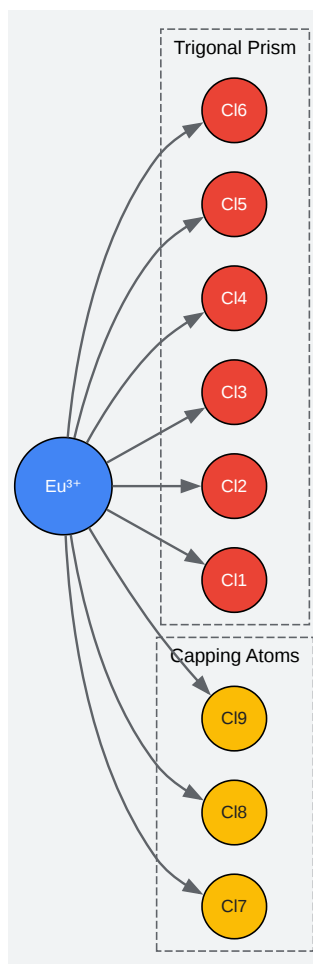 Trigonal Prism
Cl6
Cl5
Cl4
Cl3
Eu³⁺
Cl2
Cl1
Capping Atoms
Cl9
Cl8
Cl7